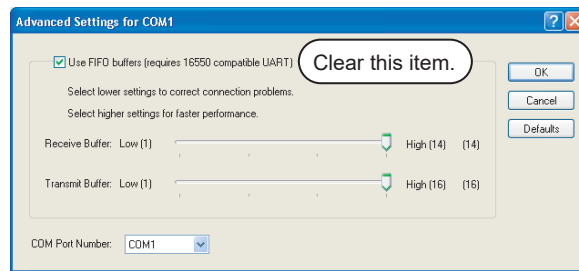 Advanced Settings for COM1
Use FIFO buffers (requires 16550 compatible UART)
Clear this item.
OK
Select lower settings to correct connection problems.
Cancel
Select higher settings for faster performance.
Defaults
Receive Buffer: Low (1) High (14) (14)
Transmit Buffer: Low (1) High (16) (16)
COM Port Number: COM1